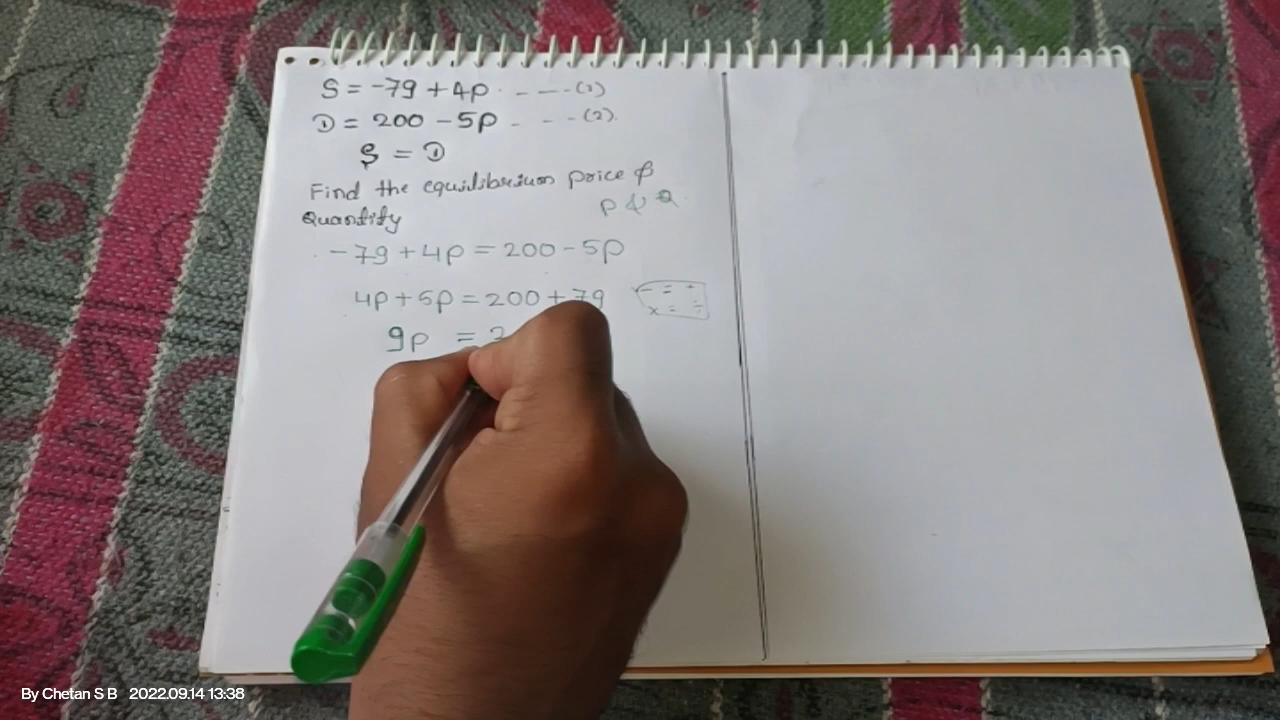 S = -79 + 4P - - - - (1)
D = 200 - 5P - - - (2)
S = D
Find the equilibrium price &
Quantity
P & Q
-79 + 4P = 200 - 5P
4P + 5P = 200 + 79
- = +
x = ÷
9P = 2
By Chetan S B 2022.09.14 13:38